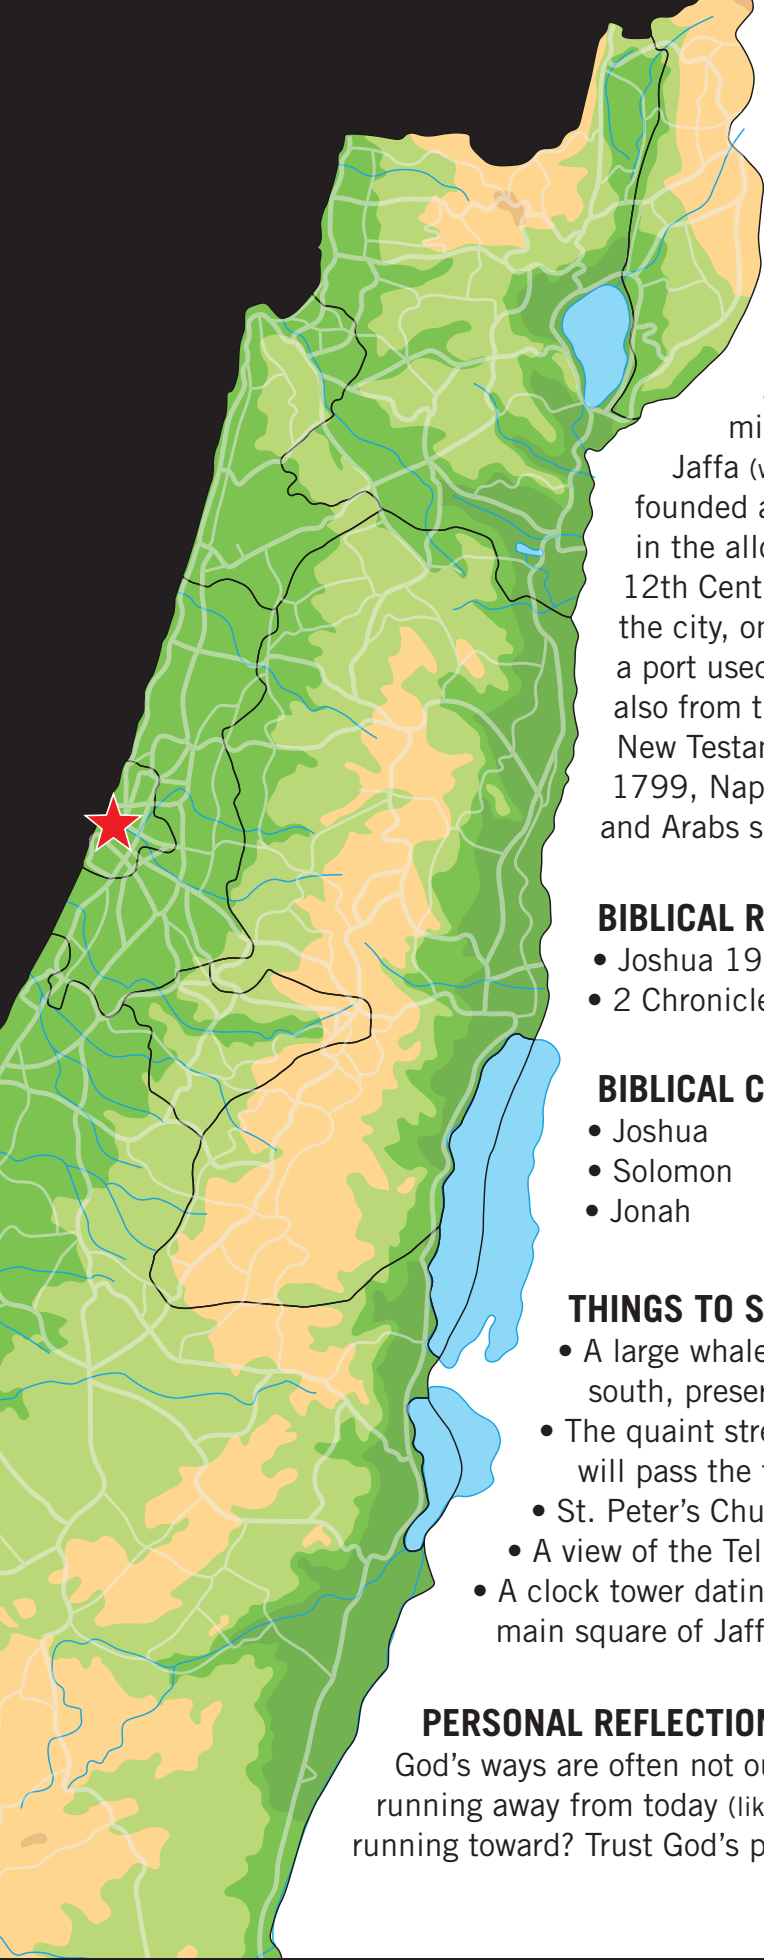 mi
Jaffa (w
founded a
in the allo
12th Cent
the city, or
a port used
also from t
New Testar
1799, Nap
and Arabs s
BIBLICAL R
• Joshua 19
• 2 Chronicle
BIBLICAL C
• Joshua
• Solomon
• Jonah
THINGS TO S
• A large whale
south, preser
• The quaint stre
will pass the
• St. Peter's Chu
• A view of the Tel
• A clock tower datin
main square of Jaff
PERSONAL REFLECTION
God's ways are often not ou
running away from today (lik
running toward? Trust God's p